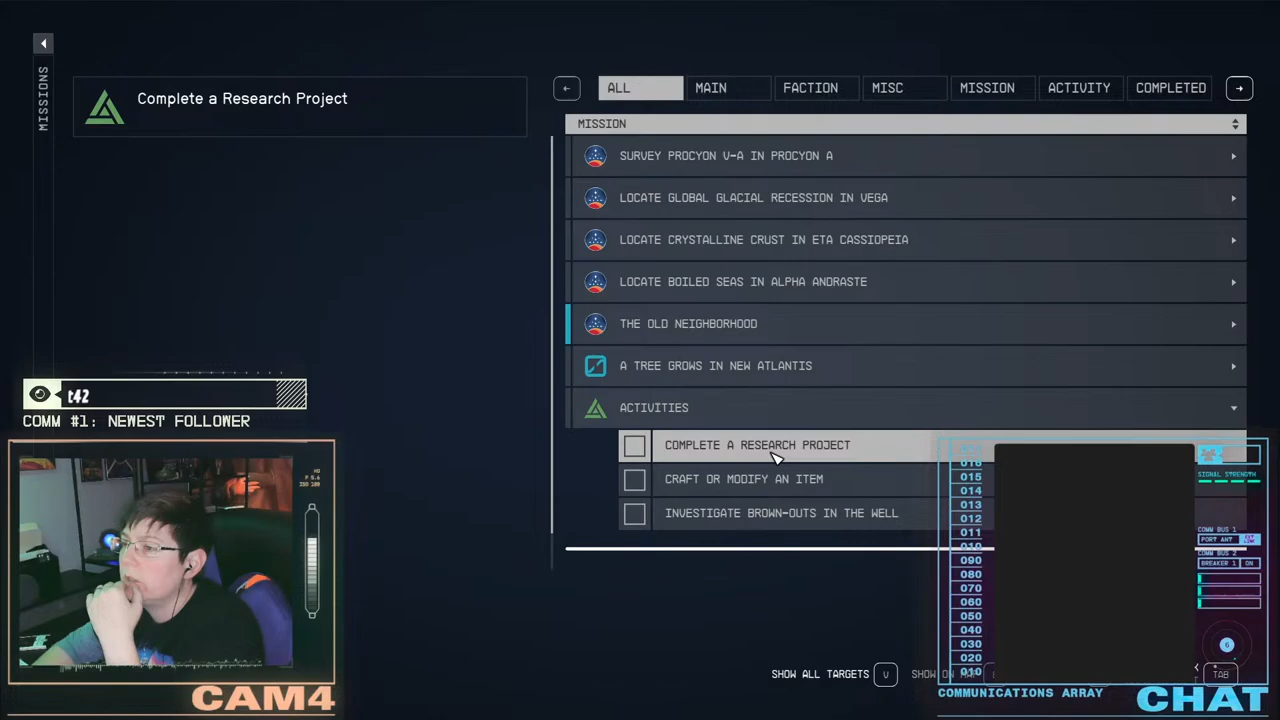 MISSIONS
Complete a Research Project
ALL
MAIN
FACTION
MISC
MISSION
ACTIVITY
COMPLETED
MISSION
SURVEY PROCYON V-A IN PROCYON A
LOCATE GLOBAL GLACIAL RECESSION IN VEGA
LOCATE CRYSTALLINE CRUST IN ETA CASSIOPEIA
LOCATE BOILED SEAS IN ALPHA ANDRASTE
THE OLD NEIGHBORHOOD
A TREE GROWS IN NEW ATLANTIS
ACTIVITIES
COMPLETE A RESEARCH PROJECT
CRAFT OR MODIFY AN ITEM
INVESTIGATE BROWN-OUTS IN THE WELL
t42
COMM #1: NEWEST FOLLOWER
CAM4
016
015
014
013
012
011
010
090
080
070
060
050
040
030
020
010
SIGNAL STRENGTH
COMM BUS 1
PORT ANT
COMM BUS 2
BREAKER 1 ON
6
SHOW ALL TARGETS V
SHOW ON
TAB
COMMUNICATIONS ARRAY
CHAT